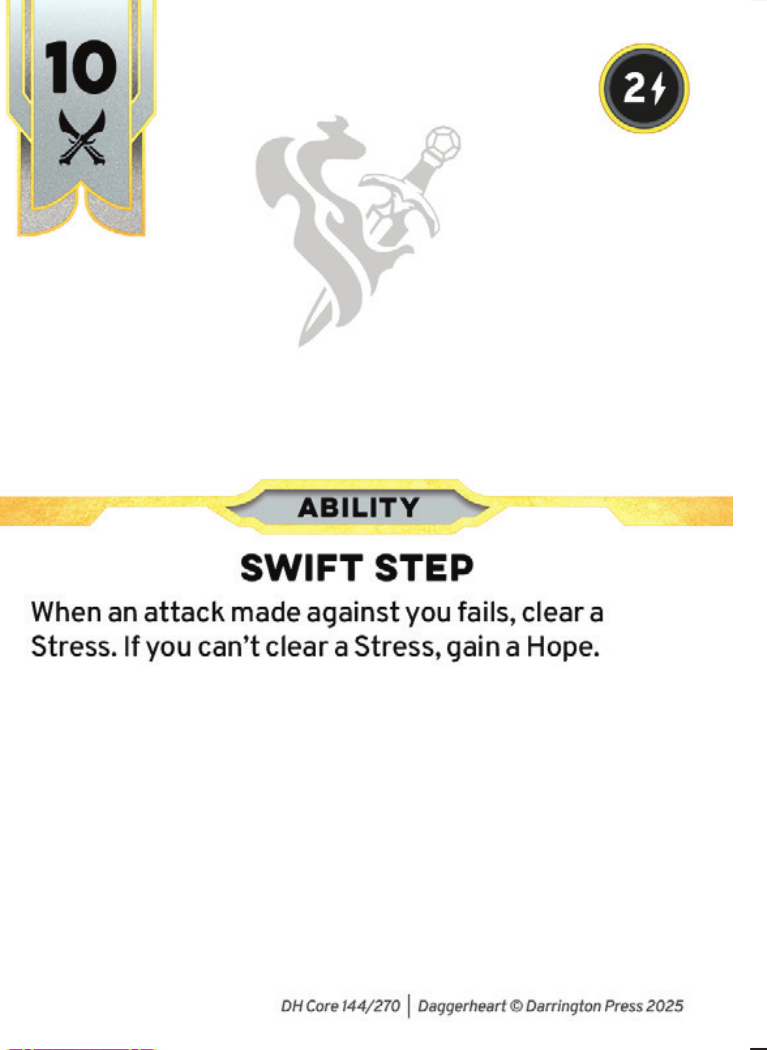 10
2
ABILITY
SWIFT STEP
When an attack made against you fails, clear a
Stress. If you can't clear a Stress, gain a Hope.
DH Core 144/270 | Daggerheart © Darrington Press 2025